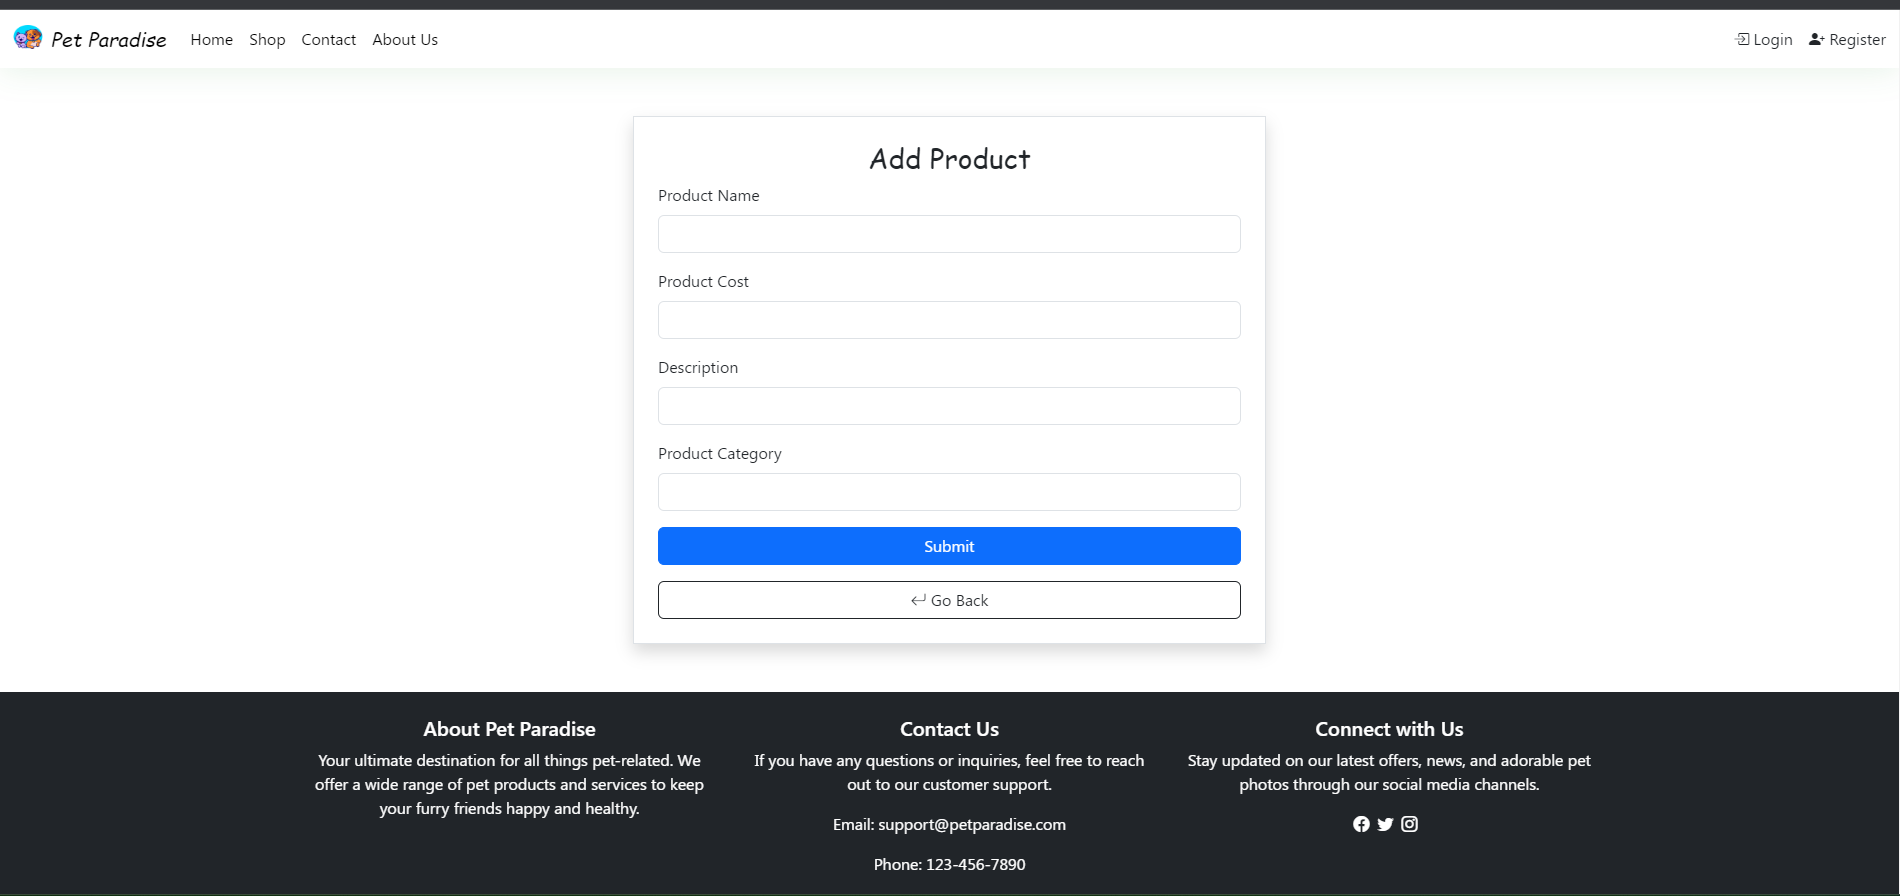 Pet Paradise Home Shop Contact About Us Login Register
Add Product
Product Name
Product Cost
Description
Product Category
Submit
Go Back
About Pet Paradise
Your ultimate destination for all things pet-related. We
offer a wide range of pet products and services to keep
your furry friends happy and healthy.
Contact Us
If you have any questions or inquiries, feel free to reach
out to our customer support.
Email: support@petparadise.com
Phone: 123-456-7890
Connect with Us
Stay updated on our latest offers, news, and adorable pet
photos through our social media channels.